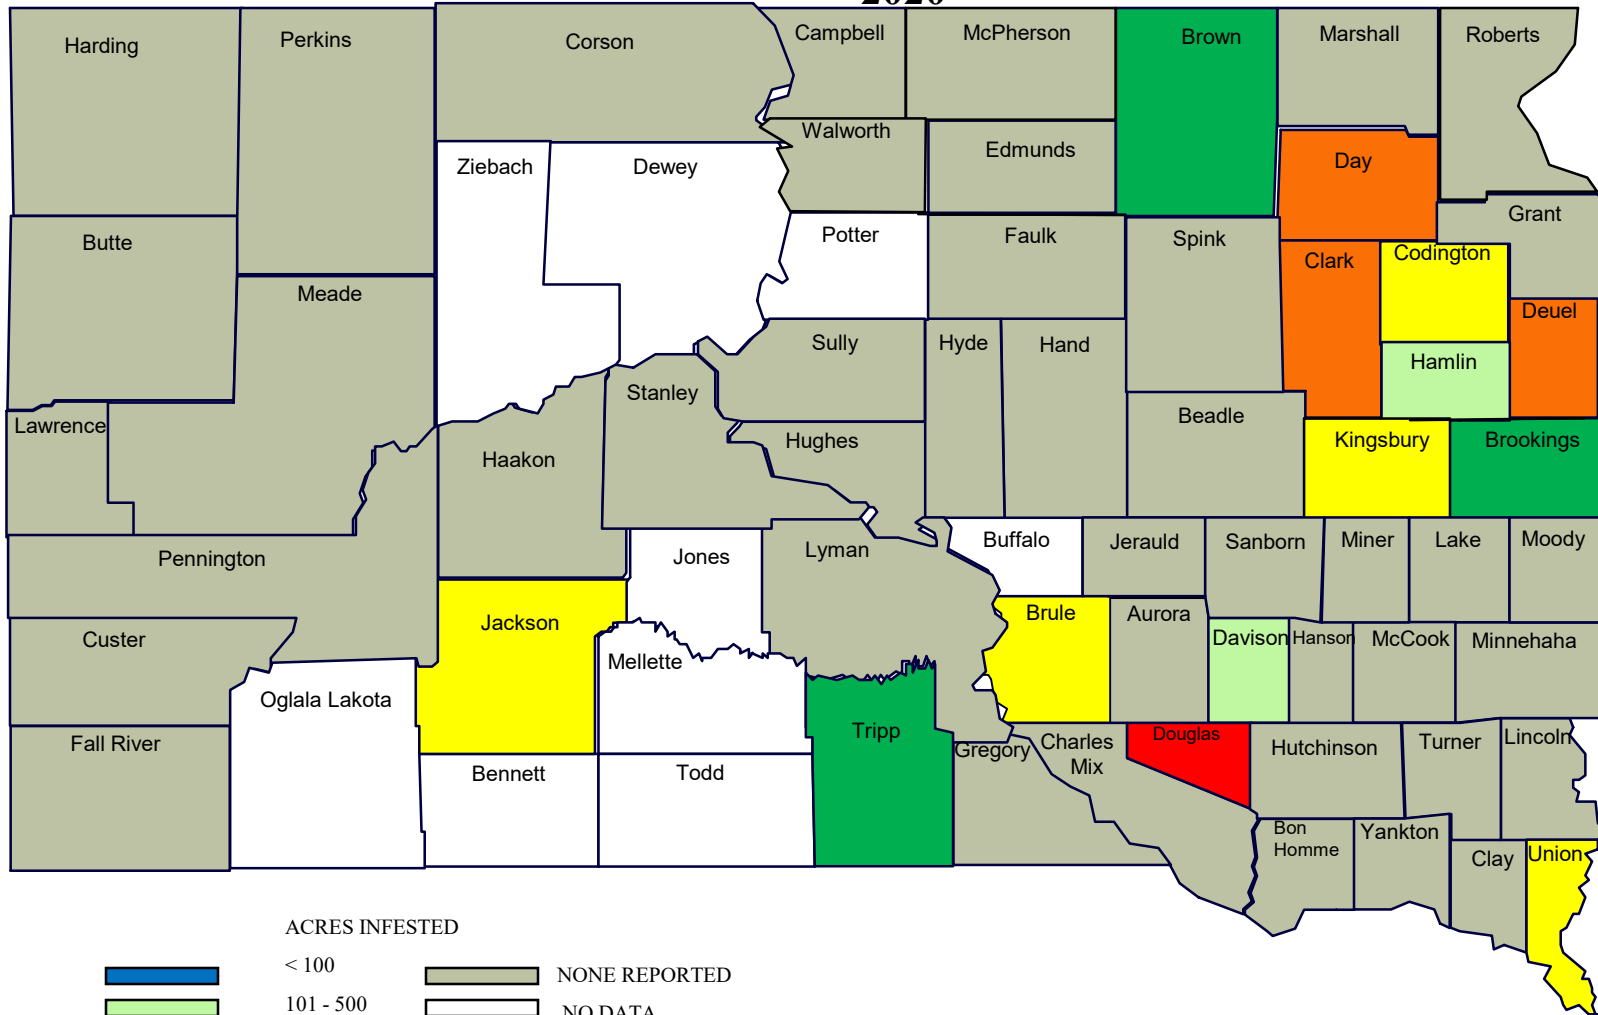 2020
Harding
Perkins
Corson
Campbell
McPherson
Brown
Marshall
Roberts
Walworth
Edmunds
Day
Ziebach
Dewey
Grant
Butte
Potter
Faulk
Spink
Clark
Codington
Meade
Deuel
Sully
Hyde
Hand
Hamlin
Stanley
Lawrence
Beadle
Hughes
Kingsbury
Brookings
Haakon
Pennington
Jones
Lyman
Buffalo
Jerauld
Sanborn
Miner
Lake
Moody
Jackson
Brule
Aurora
Custer
Davison
Hanson
McCook
Minnehaha
Mellette
Oglala Lakota
Tripp
Douglas
Fall River
Gregory
Charles
Mix
Hutchinson
Turner
Lincoln
Bennett
Todd
Bon
Homme
Yankton
Clay
Union
ACRES INFESTED
< 100
NONE REPORTED
101 - 500
NO DATA